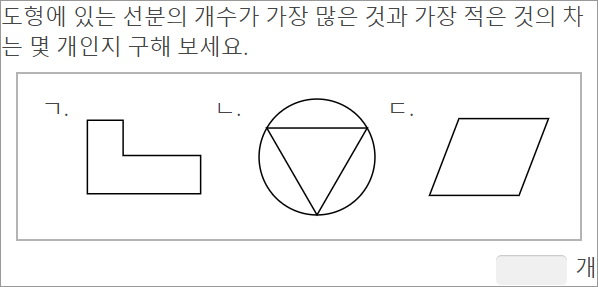 도형에 있는 선분의 개수가 가장 많은 것과 가장 적은 것의 차
는 몇 개인지 구해 보세요.
ㄱ. ㄴ. ㄷ.
개